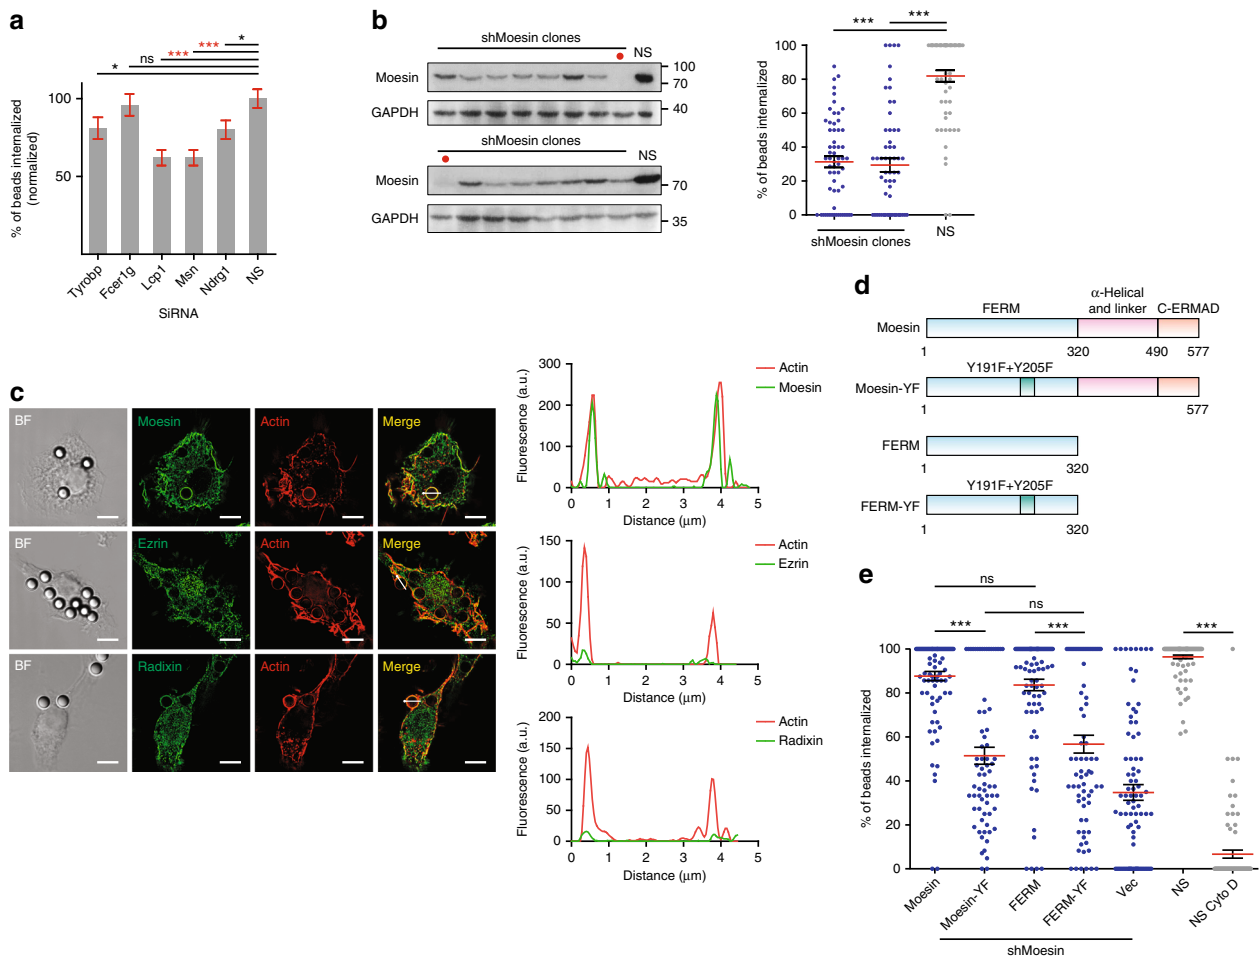 a
*
***
***
ns
*
% of beads internalized
(normalized)
100
50
Tyrobp
Fcer1g
Lcp1
Msn
Ndrg1
NS
SiRNA
b
shMoesin clones
NS
Moesin
100
70
GAPDH
40
shMoesin clones
NS
Moesin
70
GAPDH
35
***
***
% of beads internalized
100
80
60
40
20
0
shMoesin clones
NS
c
BF
Moesin
Actin
Merge
BF
Ezrin
Actin
Merge
BF
Radixin
Actin
Merge
Fluorescence (a.u.)
300
200
100
0
0 1 2 3 4 5
Distance (μm)
Actin
Moesin
Fluorescence (a.u.)
150
100
50
0
0 1 2 3 4 5
Distance (μm)
Actin
Ezrin
Fluorescence (a.u.)
200
150
100
50
0
0 1 2 3 4 5
Distance (μm)
Actin
Radixin
d
FERM
α-Helical
and linker
C-ERMAD
Moesin
1 320 490 577
Y191F+Y205F
Moesin-YF
1 577
FERM
1 320
Y191F+Y205F
FERM-YF
1 320
e
ns
ns
***
***
***
% of beads internalized
100
80
60
40
20
0
Moesin
Moesin-YF
FERM
FERM-YF
Vec
NS
NS Cyto D
shMoesin